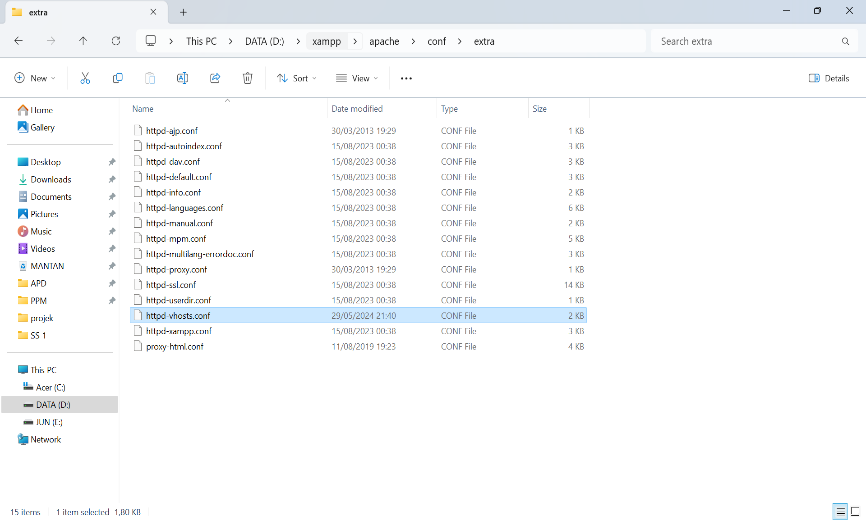 extra
This PC DATA (D:) xampp apache conf extra Search extra
New Sort View Details
Name Date modified Type Size
Home
Gallery
Desktop
Downloads
Documents
Pictures
Music
Videos
MANTAN
APD
PPM
projek
SS 1
This PC
Acer (C:)
DATA (D:)
JUN (E:)
Network
httpd-ajp.conf 30/03/2013 19:29 CONF File 1 KB
httpd-autoindex.conf 15/08/2023 00:38 CONF File 3 KB
httpd-dav.conf 15/08/2023 00:38 CONF File 3 KB
httpd-default.conf 15/08/2023 00:38 CONF File 3 KB
httpd-info.conf 15/08/2023 00:38 CONF File 2 KB
httpd-languages.conf 15/08/2023 00:38 CONF File 6 KB
httpd-manual.conf 15/08/2023 00:38 CONF File 2 KB
httpd-mpm.conf 15/08/2023 00:38 CONF File 5 KB
httpd-multilang-errordoc.conf 15/08/2023 00:38 CONF File 3 KB
httpd-proxy.conf 30/03/2013 19:29 CONF File 1 KB
httpd-ssl.conf 15/08/2023 00:38 CONF File 14 KB
httpd-userdir.conf 15/08/2023 00:38 CONF File 1 KB
httpd-vhosts.conf 29/05/2024 21:40 CONF File 2 KB
httpd-xampp.conf 15/08/2023 00:38 CONF File 3 KB
proxy-html.conf 11/08/2019 19:23 CONF File 4 KB
15 items 1 item selected 1,80 KB